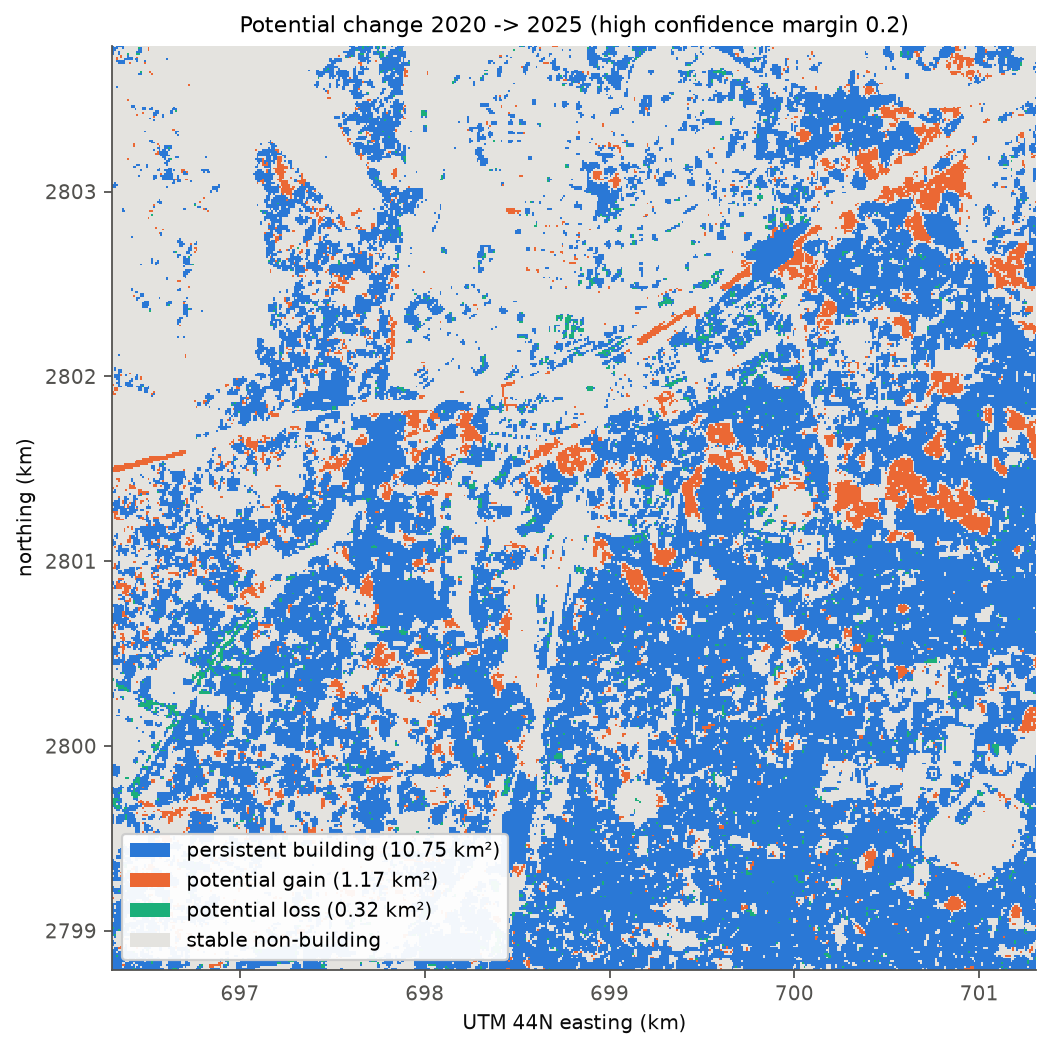 Potential change 2020 -> 2025 (high confidence margin 0.2)
northing (km)
2803
2802
2801
2800
2799
persistent building (10.75 km²)
potential gain (1.17 km²)
potential loss (0.32 km²)
stable non-building
697 698 699 700 701
UTM 44N easting (km)